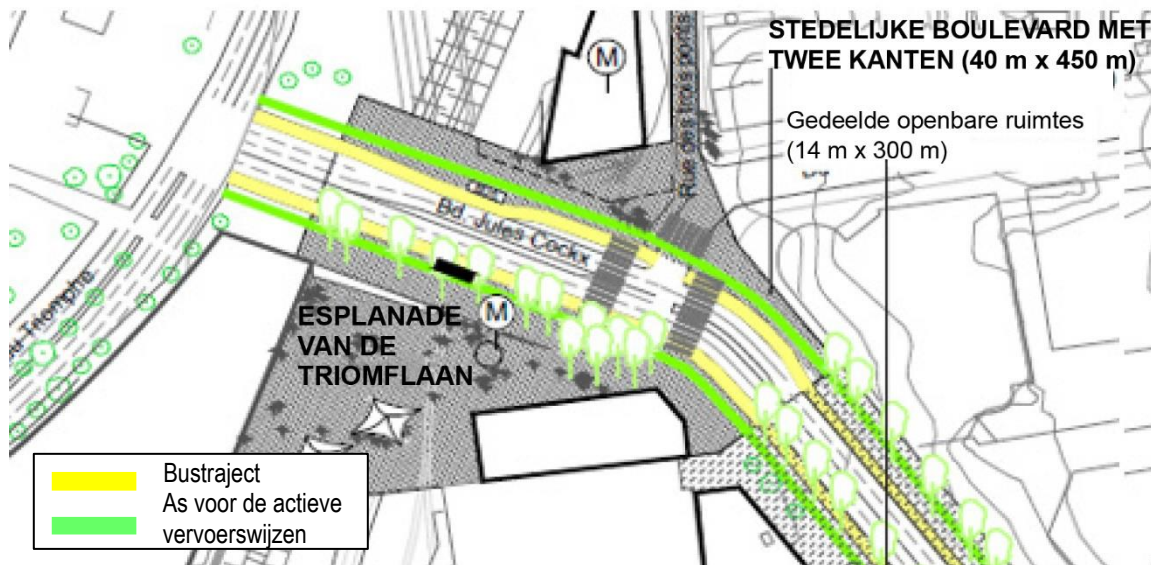 STEDELIJKE BOULEVARD MET
TWEE KANTEN (40 m x 450 m)
Gedeelde openbare ruimtes
(14 m x 300 m)
M
Rue des trois ponts
Bd. Jules Cockx
Triomphe
M
ESPLANADE
VAN DE
TRIOMFLAAN
Bustraject
As voor de actieve
vervoerswijzen